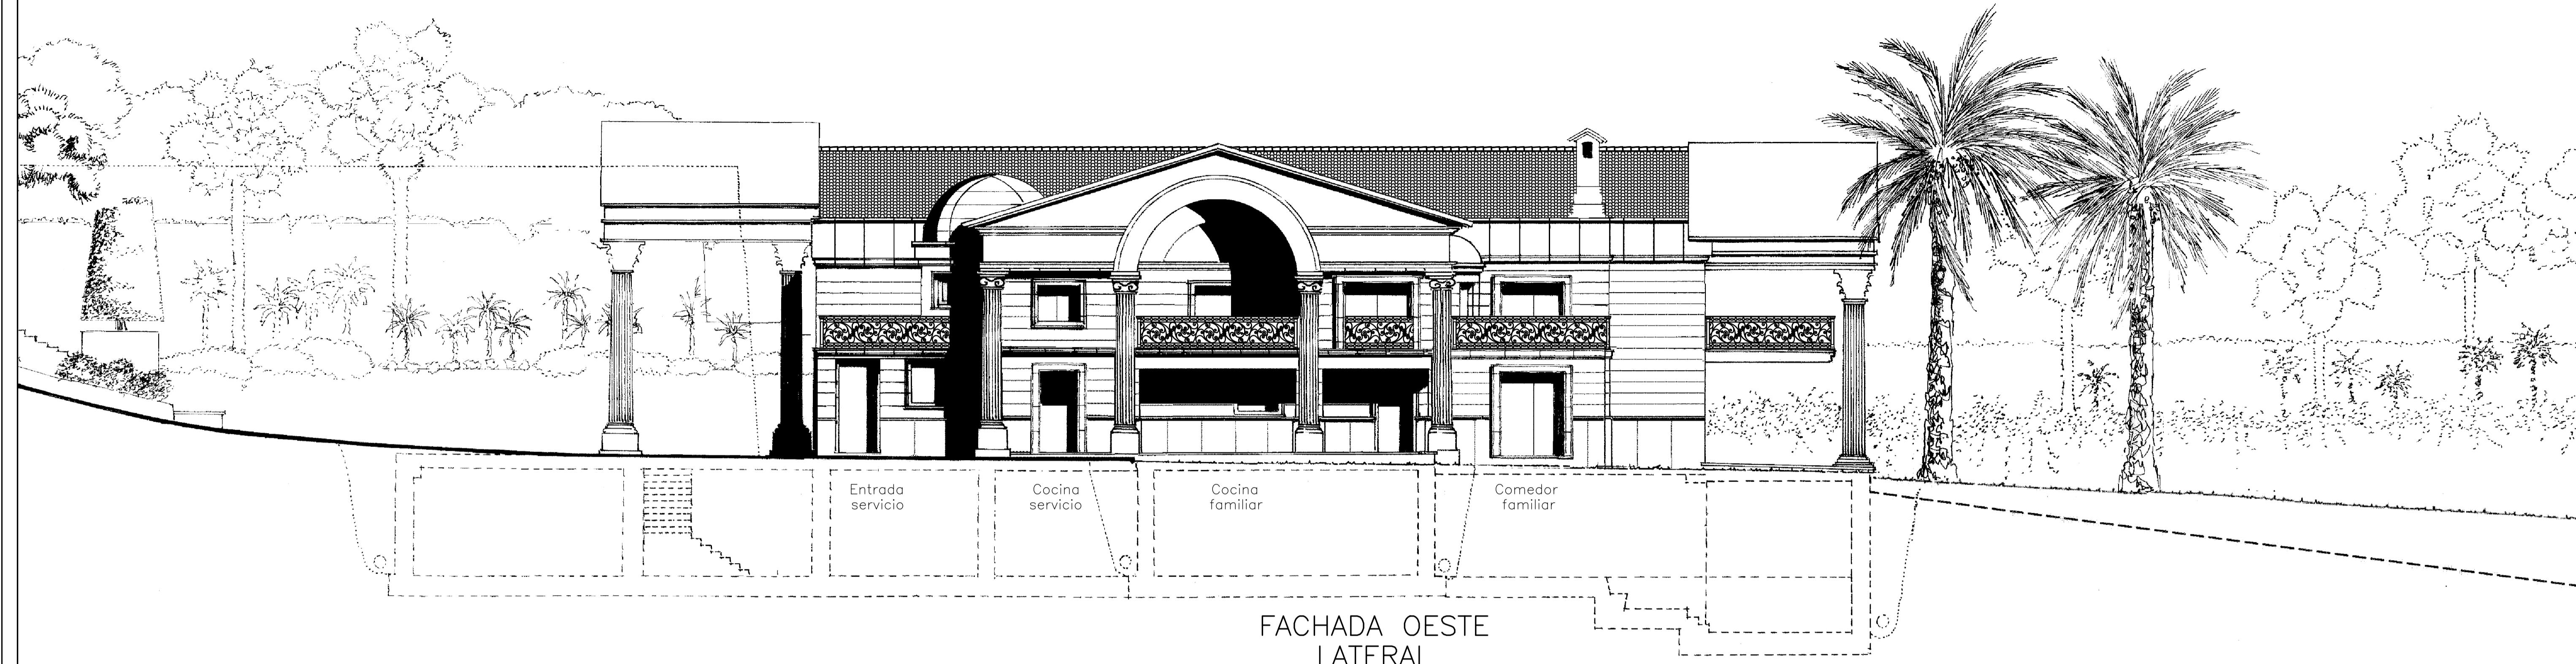 Entrada
servicio
Cocina
servicio
Cocina
familiar
Comedor
familiar
FACHADA OESTE
LATERAL